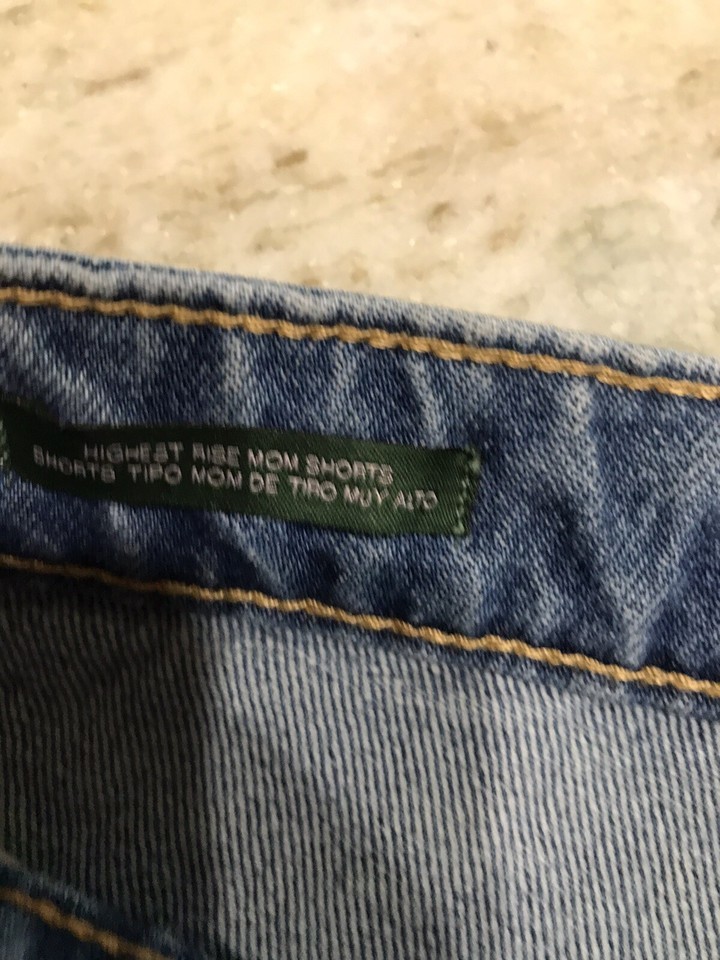 HIGHEST RISE MOM SHORTS
SHORTS TIPO MOM DE TIRO MUY ALTO